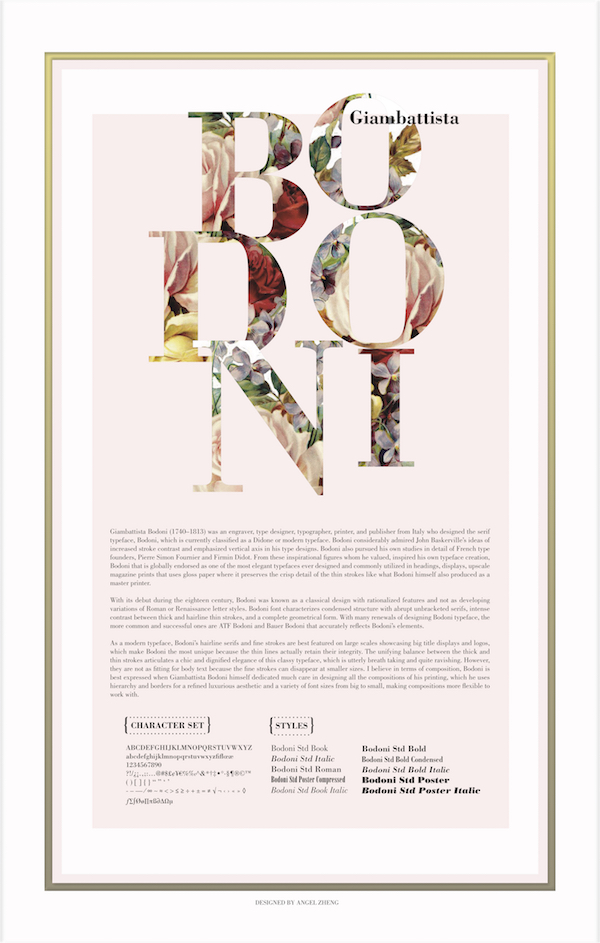 Giambattista
BO
DO
NI
Giambattista Bodoni (1740–1813) was an engraver, type designer, typographer, printer, and publisher from Italy who designed the serif
typeface, Bodoni, which is currently classified as a Didone or modern typeface. Bodoni considerably admired John Baskerville's ideas of
increased stroke contrast and emphasized vertical axis in his type designs. Bodoni also pursued his own studies in detail of French type
founders, Pierre Simon Fournier and Firmin Didot. From these inspirational figures whom he valued, inspired his own typeface creation,
Bodoni that is globally endorsed as one of the most elegant typefaces ever designed and commonly utilized in headings, displays, upscale
magazine prints that uses gloss paper where it preserves the crisp detail of the thin strokes like what Bodoni himself also produced as a
master printer.
With its debut during the eighteen century, Bodoni was known as a classical design with rationalized features and not as developing
variations of Roman or Renaissance letter styles. Bodoni font characterizes condensed structure with abrupt unbracketed serifs, intense
contrast between thick and hairline thin strokes, and a complete geometrical form. With many renewals of designing Bodoni typeface, the
more common and successful ones are ATF Bodoni and Bauer Bodoni that accurately reflects Bodoni's elements.
As a modern typeface, Bodoni's hairline serifs and fine strokes are best featured on large scales showcasing big title displays and logos,
which make Bodoni the most unique because the thin lines actually retain their integrity. The unifying balance between the thick and
thin strokes articulates a chic and dignified elegance of this classy typeface, which is utterly breath taking and quite ravishing. However,
they are not as fitting for body text because the fine strokes can disappear at smaller sizes. I believe in terms of composition, Bodoni is
best expressed when Giambattista Bodoni himself dedicated much care in designing all the compositions of his printing, which he uses
hierarchy and borders for a refined luxurious aesthetic and a variety of font sizes from big to small, making compositions more flexible to
work with.
CHARACTER SET
ABCDEFGHIJKLMNOPQRSTUVWXYZ
abcdefghijklmnopqrstuvwxyz
1234567890
STYLES
Bodoni Std Book
Bodoni Std Italic
Bodoni Std Roman
Bodoni Std Poster Compressed
Bodoni Std Book Italic
Bodoni Std Bold
Bodoni Std Bold Condensed
Bodoni Std Bold Italic
Bodoni Std Poster
Bodoni Std Poster Italic
DESIGNED BY ANGEL ZHENG